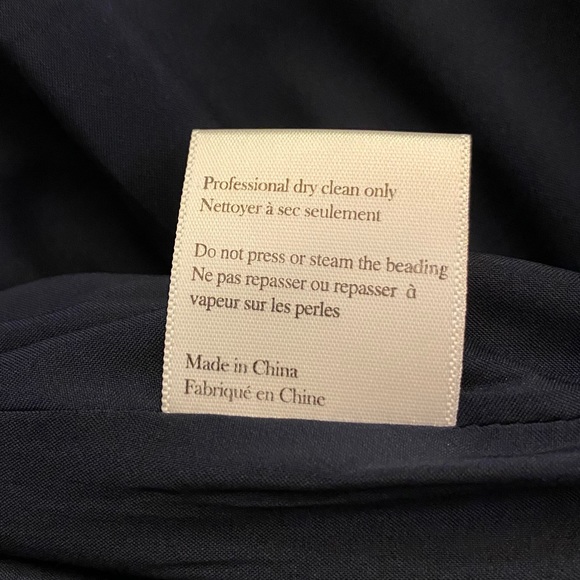 Professional dry clean only
Nettoyer à sec seulement
Do not press or steam the beading
Ne pas repasser ou repasser à
vapeur sur les perles
Made in China
Fabriqué en Chine